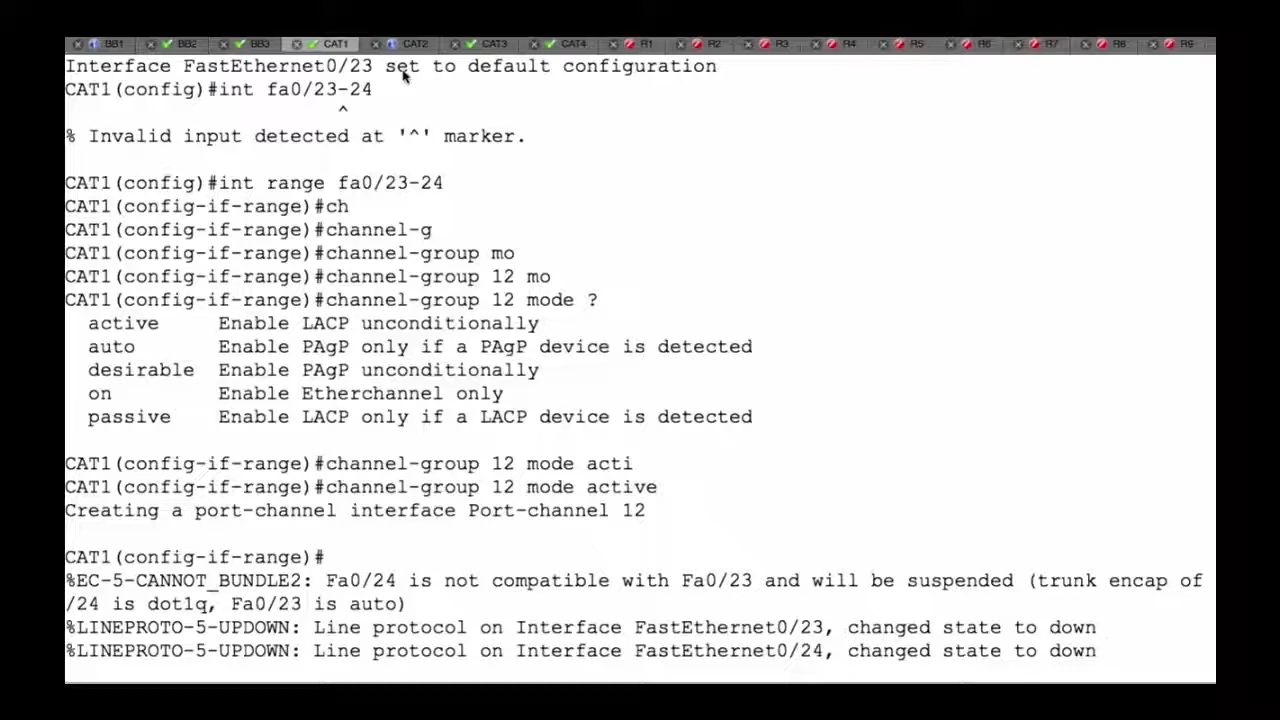 BB1 BB2 BB3 CAT1 CAT2 CAT3 CAT4 R1 R2 R3 R4 R5 R6 R7 R8 R9
Interface FastEthernet0/23 set to default configuration
CAT1(config)#int fa0/23-24
^
% Invalid input detected at '^' marker.
CAT1(config)#int range fa0/23-24
CAT1(config-if-range)#ch
CAT1(config-if-range)#channel-g
CAT1(config-if-range)#channel-group mo
CAT1(config-if-range)#channel-group 12 mo
CAT1(config-if-range)#channel-group 12 mode ?
active Enable LACP unconditionally
auto Enable PAgP only if a PAgP device is detected
desirable Enable PAgP unconditionally
on Enable Etherchannel only
passive Enable LACP only if a LACP device is detected
CAT1(config-if-range)#channel-group 12 mode acti
CAT1(config-if-range)#channel-group 12 mode active
Creating a port-channel interface Port-channel 12
CAT1(config-if-range)#
%EC-5-CANNOT_BUNDLE2: Fa0/24 is not compatible with Fa0/23 and will be suspended (trunk encap of
/24 is dot1q, Fa0/23 is auto)
%LINEPROTO-5-UPDOWN: Line protocol on Interface FastEthernet0/23, changed state to down
%LINEPROTO-5-UPDOWN: Line protocol on Interface FastEthernet0/24, changed state to down